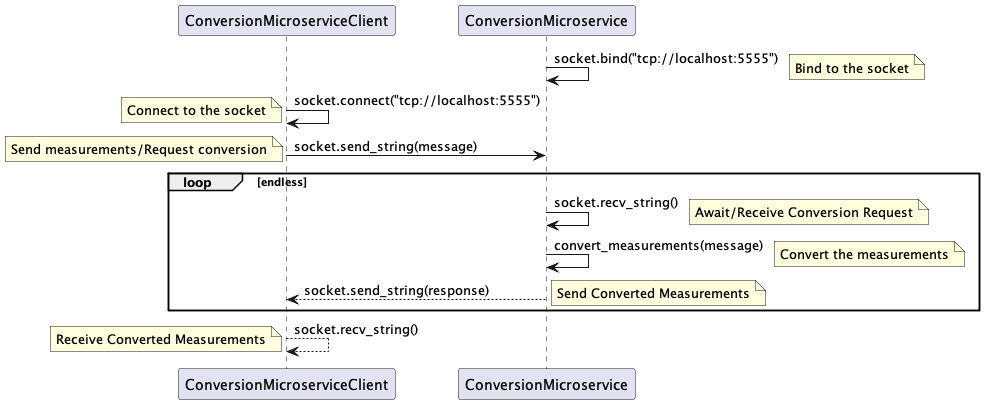 ConversionMicroserviceClient
ConversionMicroservice
socket.bind("tcp://localhost:5555")
Bind to the socket
socket.connect("tcp://localhost:5555")
Connect to the socket
Send measurements/Request conversion
socket.send_string(message)
loop
[endless]
socket.recv_string()
Await/Receive Conversion Request
convert_measurements(message)
Convert the measurements
socket.send_string(response)
Send Converted Measurements
socket.recv_string()
Receive Converted Measurements
ConversionMicroserviceClient
ConversionMicroservice